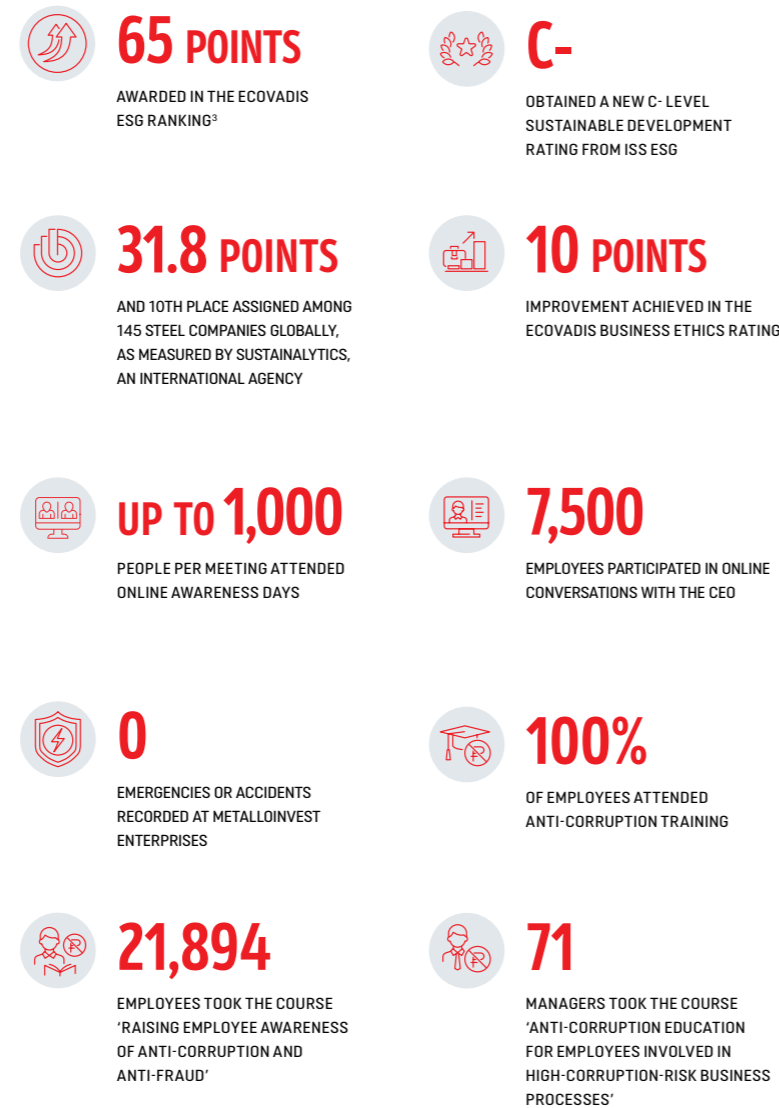 65 POINTS
AWARDED IN THE ECOVADIS
ESG RANKING³
C-
OBTAINED A NEW C- LEVEL
SUSTAINABLE DEVELOPMENT
RATING FROM ISS ESG
31.8 POINTS
AND 10TH PLACE ASSIGNED AMONG
145 STEEL COMPANIES GLOBALLY,
AS MEASURED BY SUSTAINALYTICS,
AN INTERNATIONAL AGENCY
10 POINTS
IMPROVEMENT ACHIEVED IN THE
ECOVADIS BUSINESS ETHICS RATING
UP TO 1,000
PEOPLE PER MEETING ATTENDED
ONLINE AWARENESS DAYS
7,500
EMPLOYEES PARTICIPATED IN ONLINE
CONVERSATIONS WITH THE CEO
0
EMERGENCIES OR ACCIDENTS
RECORDED AT METALLOINVEST
ENTERPRISES
100%
OF EMPLOYEES ATTENDED
ANTI-CORRUPTION TRAINING
21,894
EMPLOYEES TOOK THE COURSE
‘RAISING EMPLOYEE AWARENESS
OF ANTI-CORRUPTION AND
ANTI-FRAUD’
71
MANAGERS TOOK THE COURSE
‘ANTI-CORRUPTION EDUCATION
FOR EMPLOYEES INVOLVED IN
HIGH-CORRUPTION-RISK BUSINESS
PROCESSES’